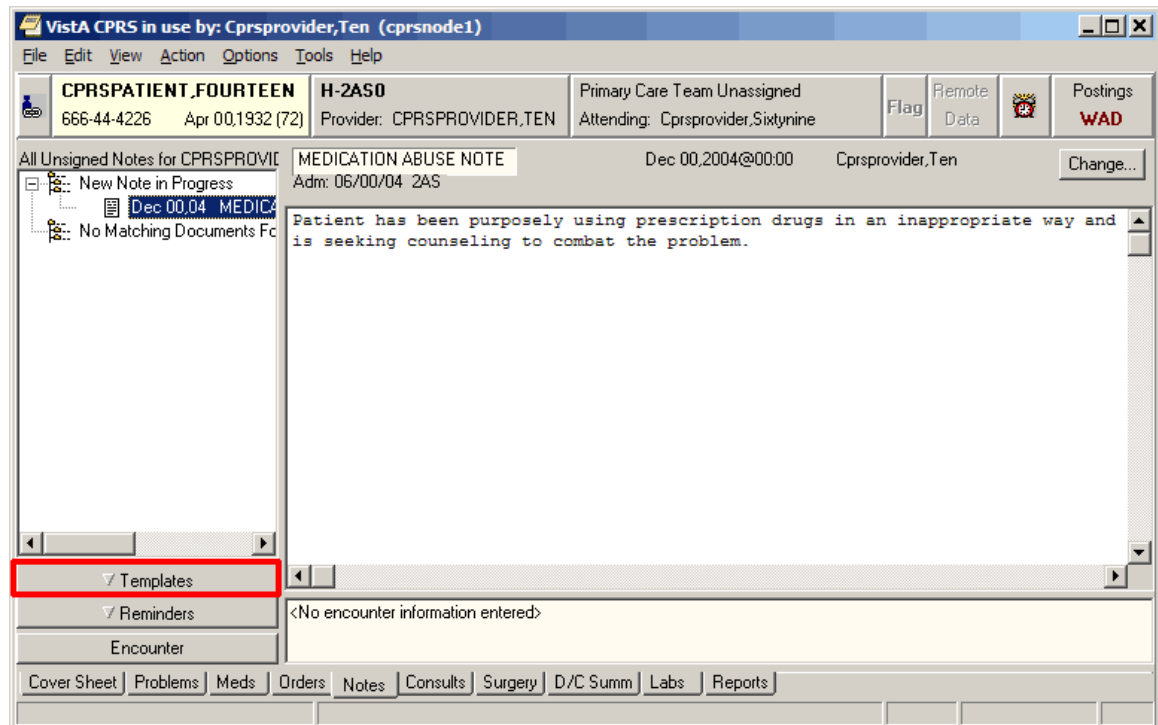 VistA CPRS in use by: Cprsprovider,Ten (cprsnode1)
File Edit View Action Options Tools Help
CPRSPATIENT,FOURTEEN
666-44-4226 Apr 00,1932 (72)
H-2AS0
Provider: CPRSPROVIDER,TEN
Primary Care Team Unassigned
Attending: Cprsprovider,Sixtynine
Flag
Remote
Data
Postings
WAD
All Unsigned Notes for CPRSPROVID
New Note in Progress
Dec 00,04 MEDICA
No Matching Documents Fo
MEDICATION ABUSE NOTE Dec 00,2004@00:00 Cprsprovider,Ten Change...
Adm: 06/00/04 2AS
Patient has been purposely using prescription drugs in an inappropriate way and
is seeking counseling to combat the problem.
Templates
Reminders
Encounter
<No encounter information entered>
Cover Sheet Problems Meds Orders Notes Consults Surgery D/C Summ Labs Reports